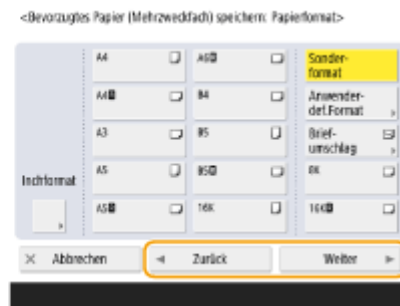 <Bevorzugtes Papier (Mehrzweckfach) speichern: Papierformat>
A4
A6R
Sonder-
format
A4R
B4
Anwender-
def.Format
A3
B5
Brief-
umschlag
Inchformat
A5
B5R
8K
A5R
16K
16KR
Abbrechen
Zurück
Weiter